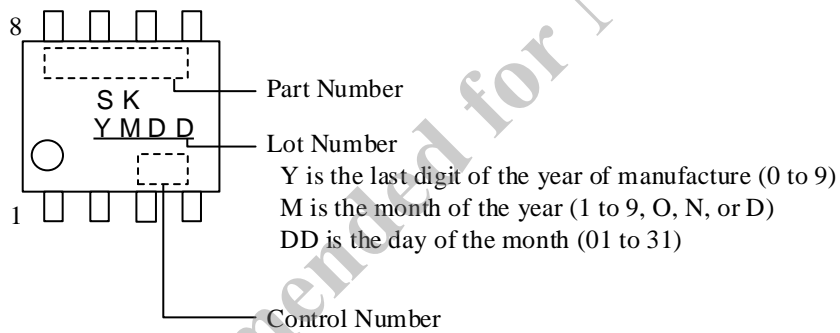 8
Part Number
S K
Y M D D
Lot Number
Y is the last digit of the year of manufacture (0 to 9)
M is the month of the year (1 to 9, O, N, or D)
DD is the day of the month (01 to 31)
1
Control Number
mended for N